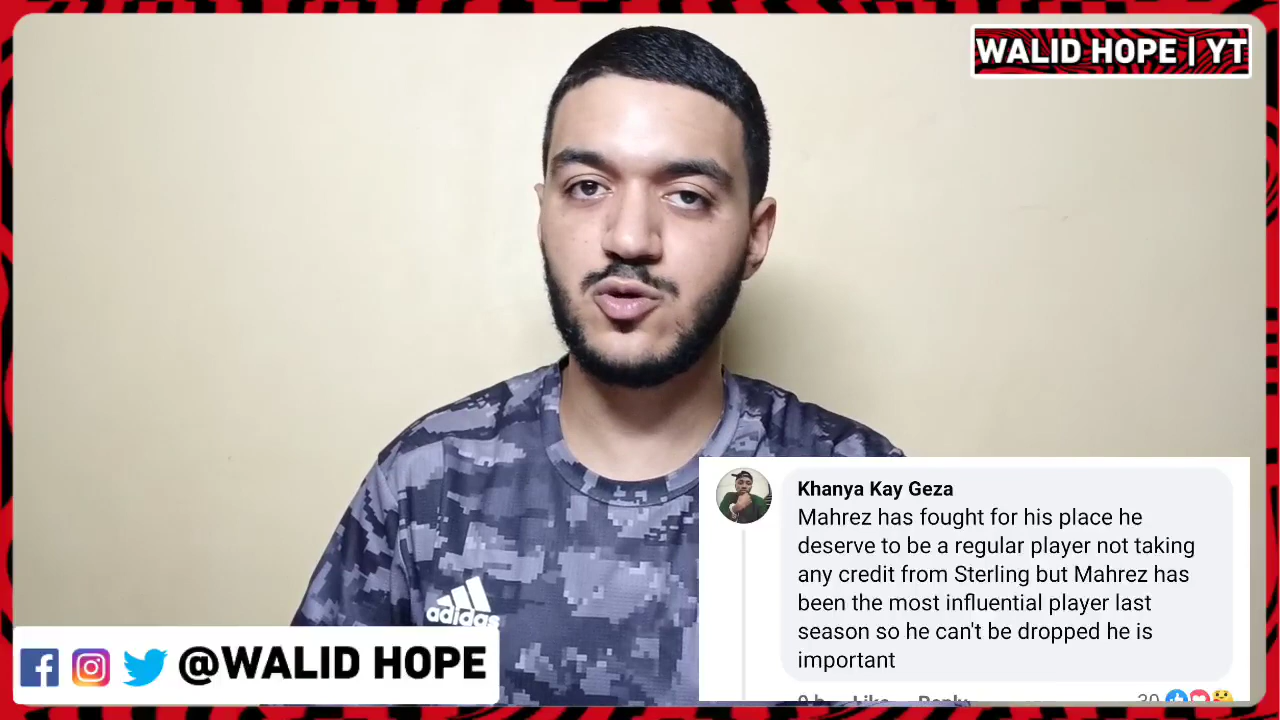 WALID HOPE | YT
adidas
Khanya Kay Geza
Mahrez has fought for his place he
deserve to be a regular player not taking
any credit from Sterling but Mahrez has
been the most influential player last
season so he can't be dropped he is
important
Like Reply
@WALID HOPE